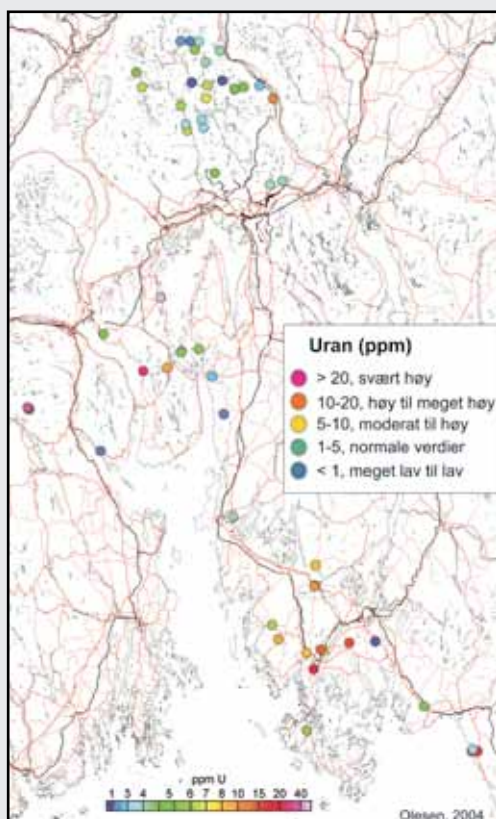 Uran (ppm)
> 20, svært høy
10-20, høy til meget høy
5-10, moderat til høy
1-5, normale verdier
< 1, meget lav til lav
ppm U
1 3 4 5 6 7 8 10 15 20 40
Olesen, 2004